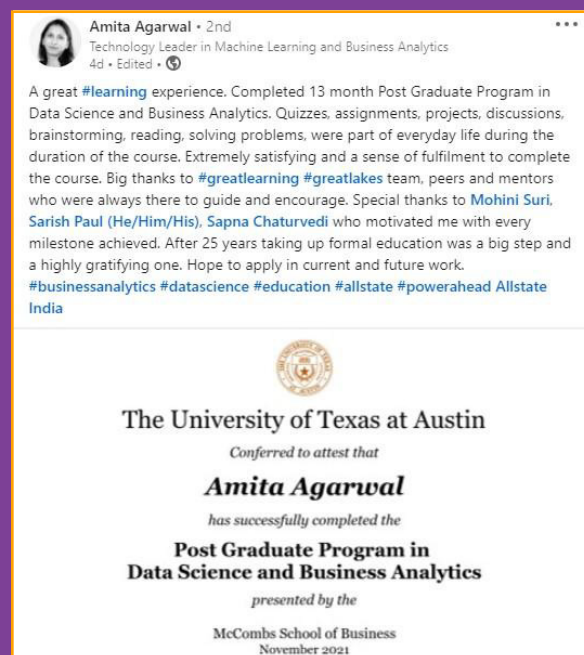 Amita Agarwal • 2nd
Technology Leader in Machine Learning and Business Analytics
4d • Edited •
A great #learning experience. Completed 13 month Post Graduate Program in
Data Science and Business Analytics. Quizzes, assignments, projects, discussions,
brainstorming, reading, solving problems, were part of everyday life during the
duration of the course. Extremely satisfying and a sense of fulfilment to complete
the course. Big thanks to #greatlearning #greatlakes team, peers and mentors
who were always there to guide and encourage. Special thanks to Mohini Suri,
Sarish Paul (He/Him/His), Sapna Chaturvedi who motivated me with every
milestone achieved. After 25 years taking up formal education was a big step and
a highly gratifying one. Hope to apply in current and future work.
#businessanalytics #datascience #education #allstate #powerahead Allstate
India
The University of Texas at Austin
Conferred to attest that
Amita Agarwal
has successfully completed the
Post Graduate Program in
Data Science and Business Analytics
presented by the
McCombs School of Business
November 2021